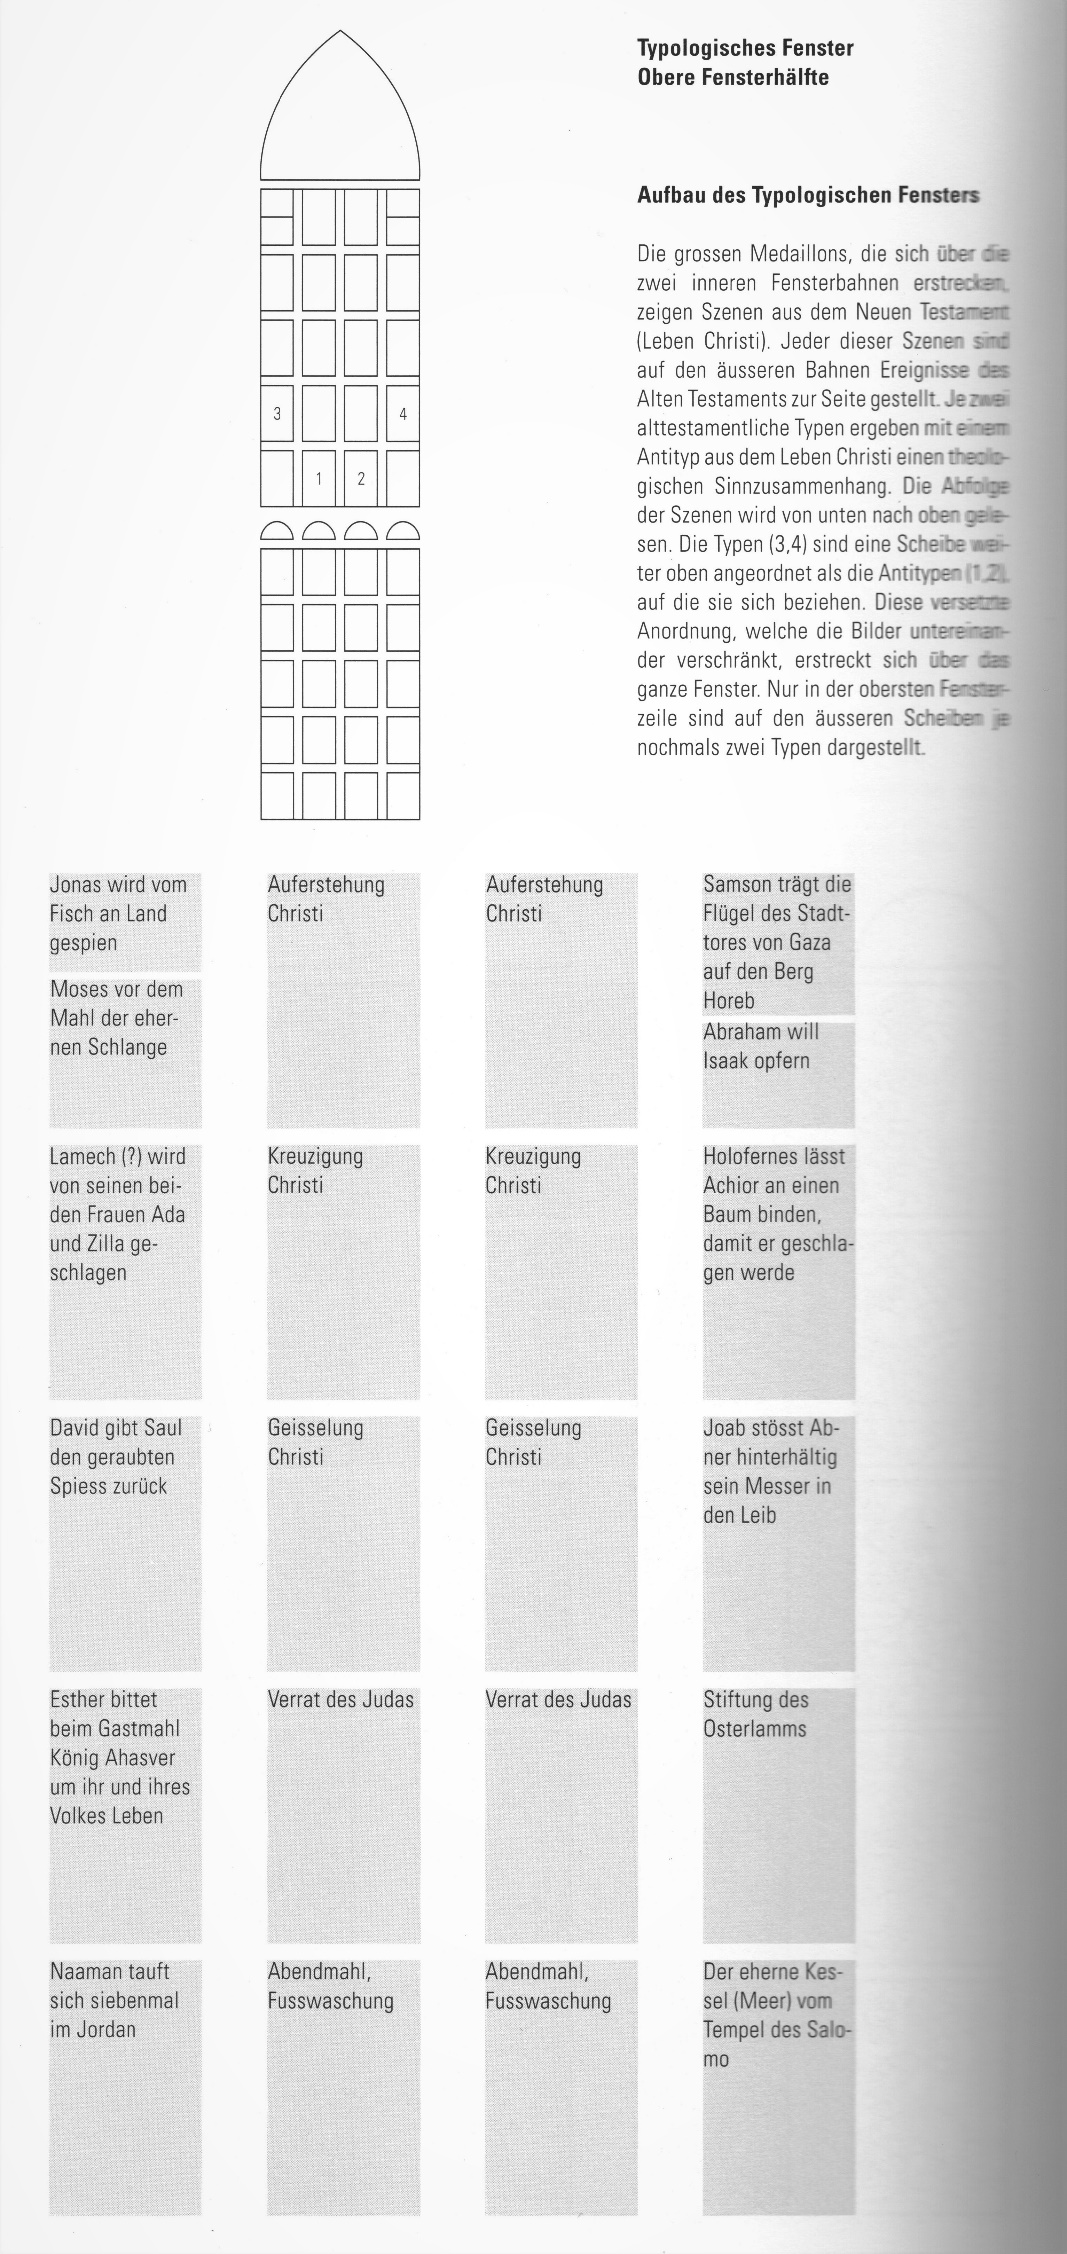 Typologisches Fenster
Obere Fensterhälfte
Aufbau des Typologischen Fensters
Die grossen Medaillons, die sich über die
zwei inneren Fensterbahnen erstrecken,
zeigen Szenen aus dem Neuen Testament
(Leben Christi). Jeder dieser Szenen sind
auf den äusseren Bahnen Ereignisse des
Alten Testaments zur Seite gestellt. Je zwei
alttestamentliche Typen ergeben mit einem
Antityp aus dem Leben Christi einen theolo-
gischen Sinnzusammenhang. Die Abfolge
der Szenen wird von unten nach oben gele-
sen. Die Typen (3,4) sind eine Scheibe wei-
ter oben angeordnet als die Antitypen (1,2),
auf die sie sich beziehen. Diese versetzte
Anordnung, welche die Bilder untereinan-
der verschränkt, erstreckt sich über das
ganze Fenster. Nur in der obersten Fenster-
zeile sind auf den äusseren Scheiben je
nochmals zwei Typen dargestellt.
3
4
1
2
Jonas wird vom
Fisch an Land
gespien
Moses vor dem
Mahl der eher-
nen Schlange
Auferstehung
Christi
Auferstehung
Christi
Samson trägt die
Flügel des Stadt-
tores von Gaza
auf den Berg
Horeb
Abraham will
Isaak opfern
Lamech (?) wird
von seinen bei-
den Frauen Ada
und Zilla ge-
schlagen
Kreuzigung
Christi
Kreuzigung
Christi
Holofernes lässt
Achior an einen
Baum binden,
damit er geschla-
gen werde
David gibt Saul
den geraubten
Spiess zurück
Geisselung
Christi
Geisselung
Christi
Joab stösst Ab-
ner hinterhältig
sein Messer in
den Leib
Esther bittet
beim Gastmahl
König Ahasver
um ihr und ihres
Volkes Leben
Verrat des Judas
Verrat des Judas
Stiftung des
Osterlamms
Naaman tauft
sich siebenmal
im Jordan
Abendmahl,
Fusswaschung
Abendmahl,
Fusswaschung
Der eherne Kes-
sel (Meer) vom
Tempel des Salo-
mo